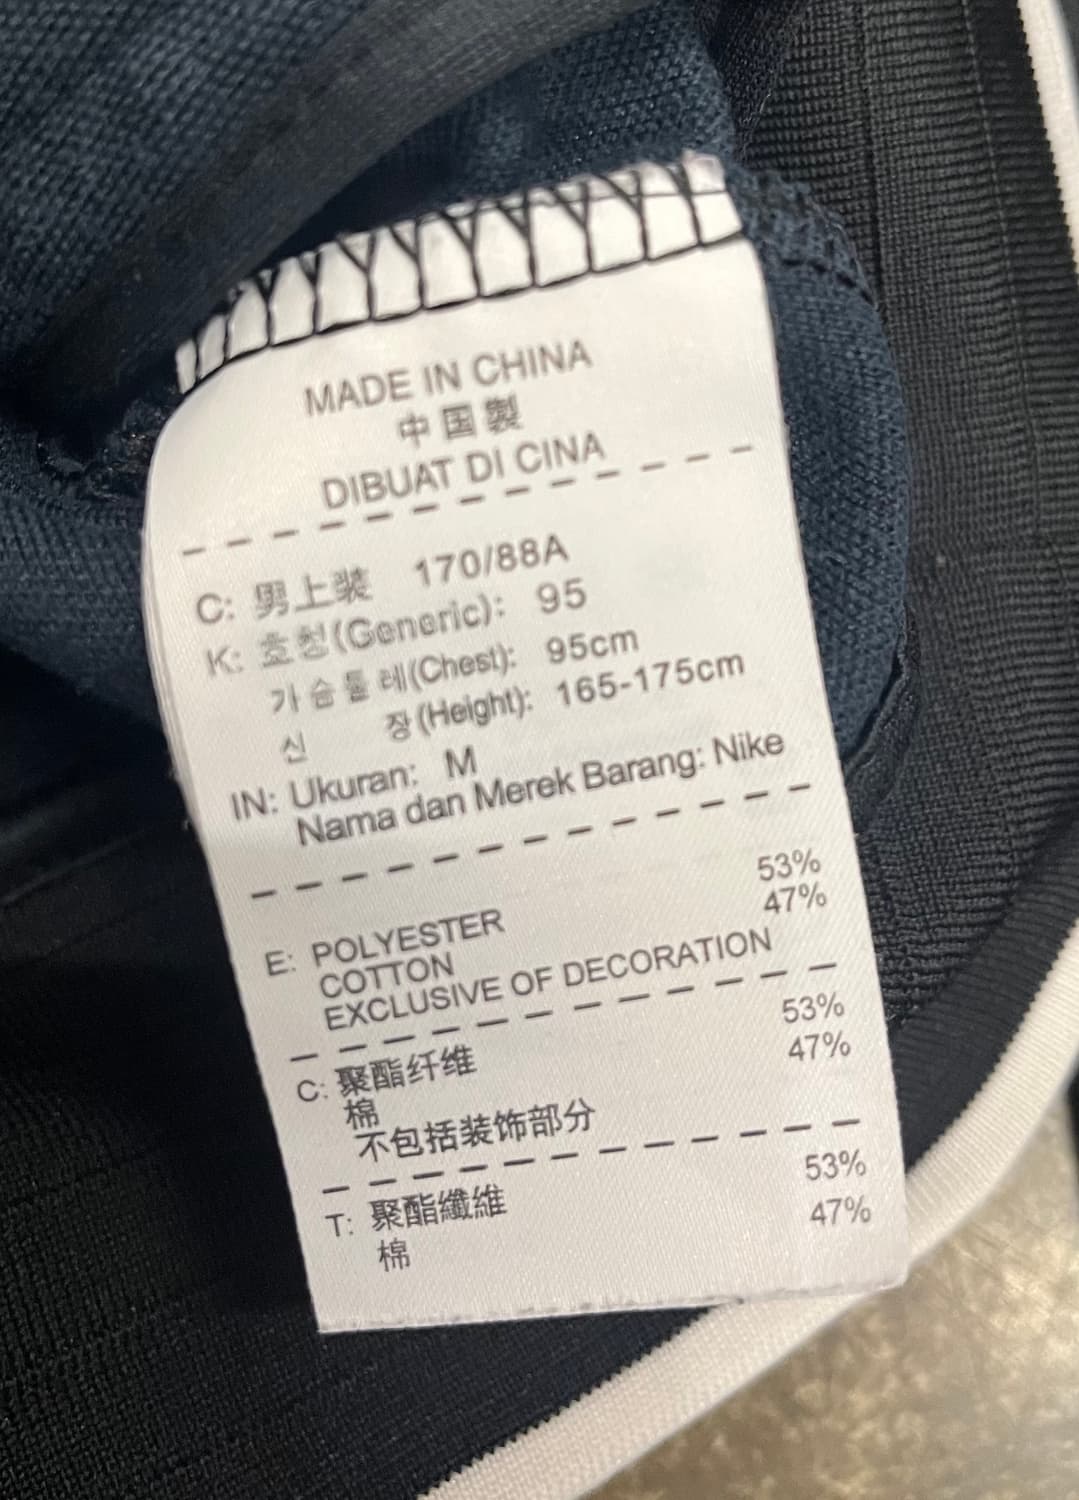 MADE IN CHINA
中国製
DIBUAT DI CINA
C: 男上装 170/88A
K: 호칭(Generic): 95
가슴둘레(Chest): 95cm
신 장(Height): 165-175cm
IN: Ukuran: M
Nama dan Merek Barang: Nike
E: POLYESTER 53%
COTTON 47%
EXCLUSIVE OF DECORATION
C: 聚酯纤维 53%
棉 47%
不包括装饰部分
T: 聚酯纖維 53%
棉 47%